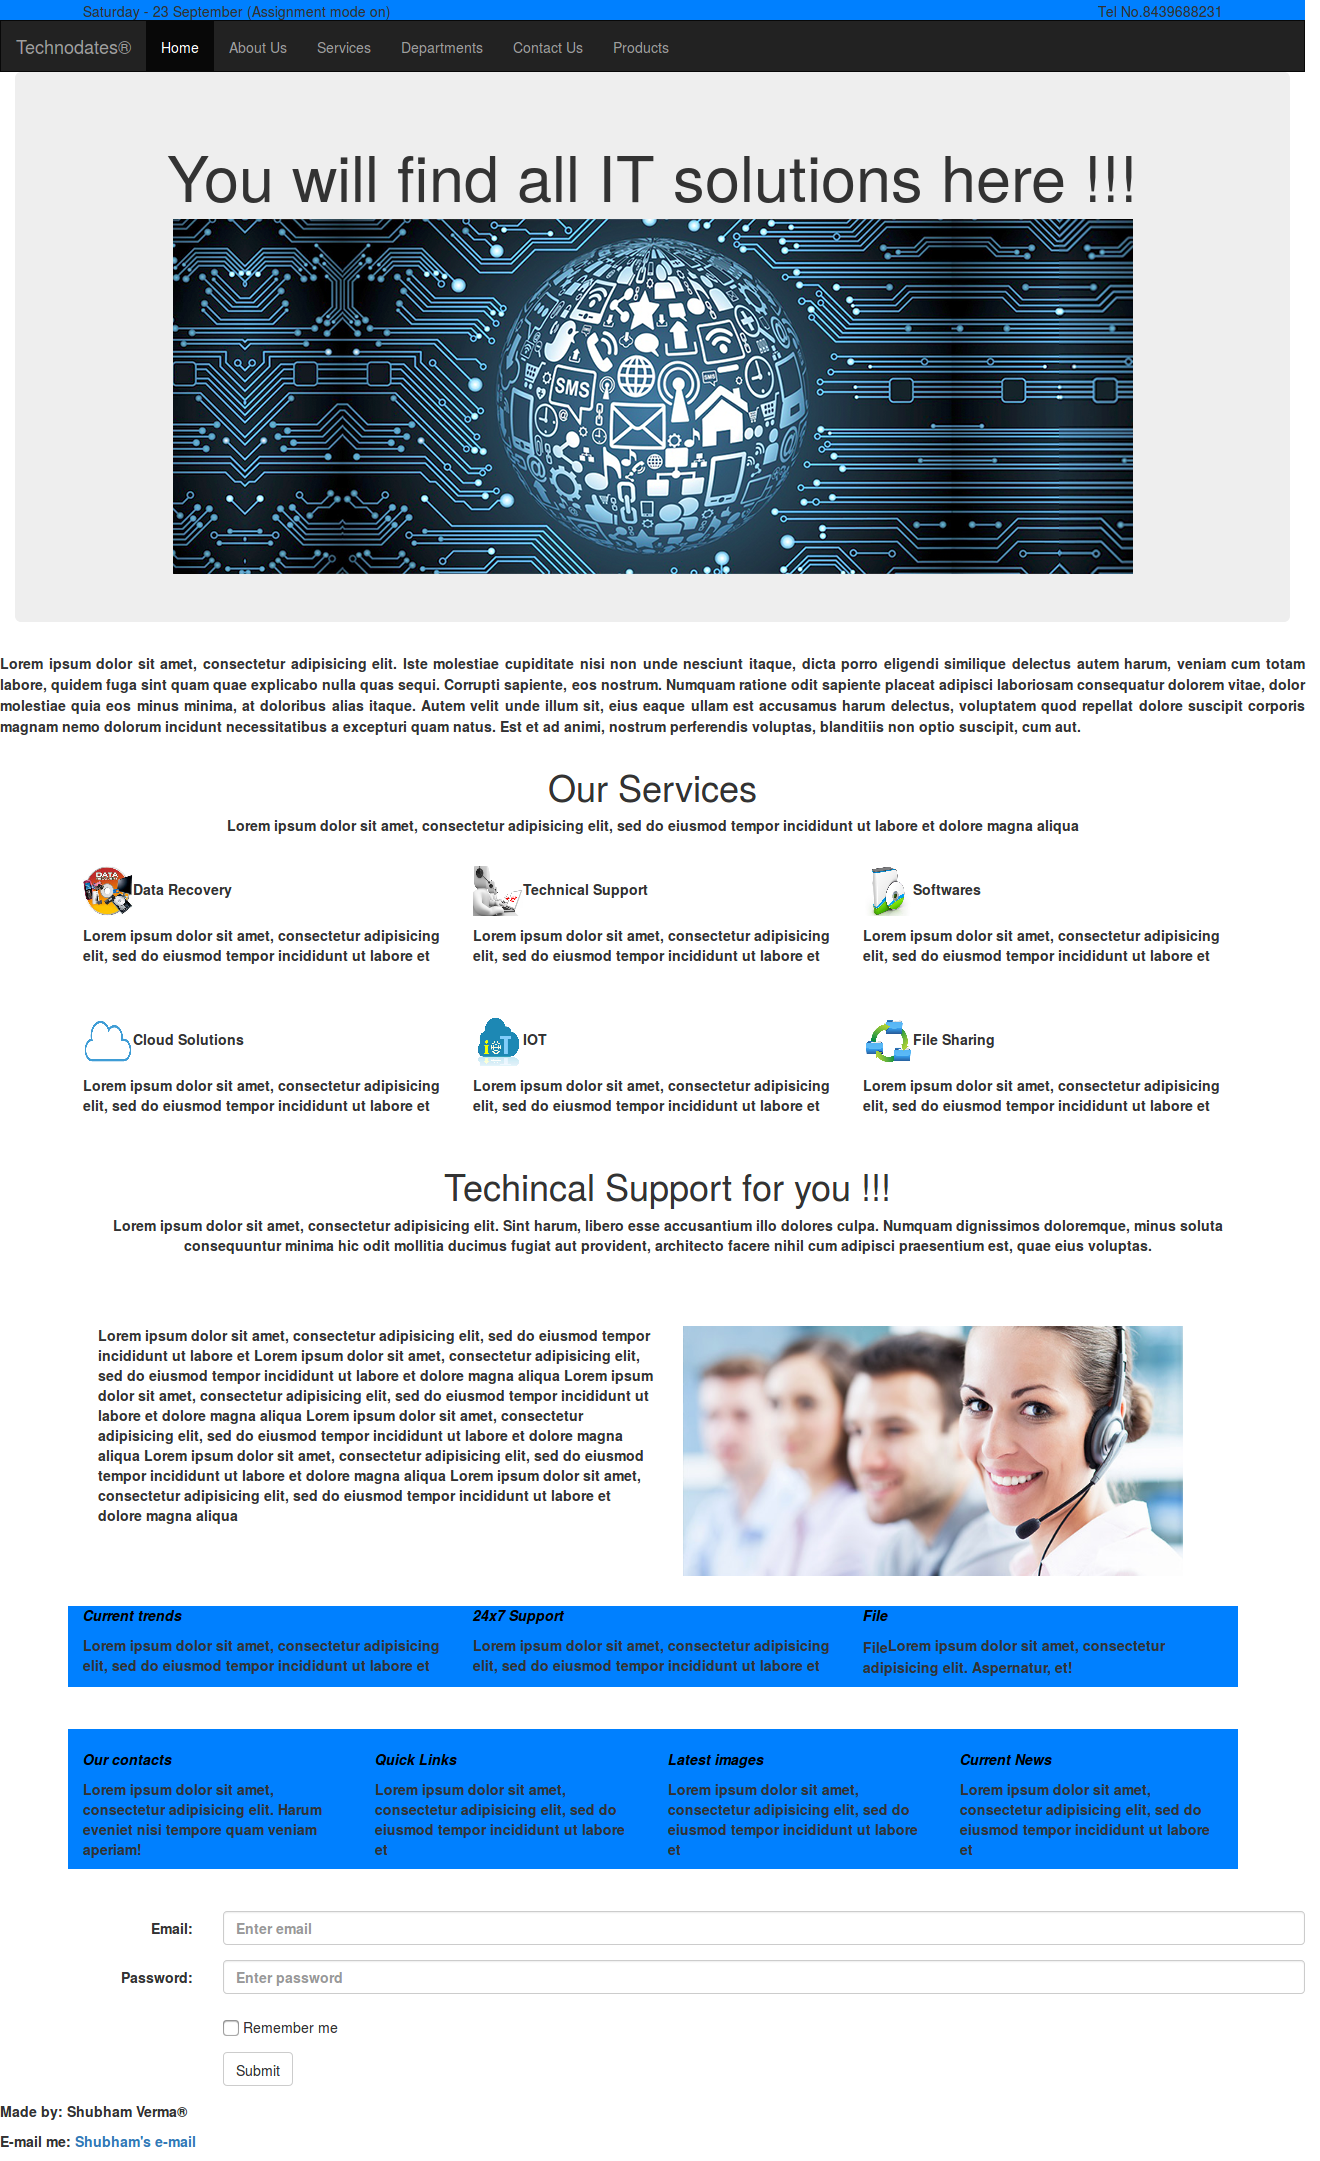 Saturday - 23 September (Assignment mode on) Tel No.8439688231
Technodates® Home About Us Services Departments Contact Us Products
You will find all IT solutions here !!!
SMS
SMS
Lorem ipsum dolor sit amet, consectetur adipisicing elit. Iste molestiae cupiditate nisi non unde nesciunt itaque, dicta porro eligendi similique delectus autem harum, veniam cum totam
labore, quidem fuga sint quam quae explicabo nulla quas sequi. Corrupti sapiente, eos nostrum. Numquam ratione odit sapiente placeat adipisci laboriosam consequatur dolorem vitae, dolor
molestiae quia eos minus minima, at doloribus alias itaque. Autem velit unde illum sit, eius eaque ullam est accusamus harum delectus, voluptatem quod repellat dolore suscipit corporis
magnam nemo dolorum incidunt necessitatibus a excepturi quam natus. Est et ad animi, nostrum perferendis voluptas, blanditiis non optio suscipit, cum aut.
Our Services
Lorem ipsum dolor sit amet, consectetur adipisicing elit, sed do eiusmod tempor incididunt ut labore et dolore magna aliqua
DATA
Data Recovery
Lorem ipsum dolor sit amet, consectetur adipisicing
elit, sed do eiusmod tempor incididunt ut labore et
Technical Support
Lorem ipsum dolor sit amet, consectetur adipisicing
elit, sed do eiusmod tempor incididunt ut labore et
Softwares
Lorem ipsum dolor sit amet, consectetur adipisicing
elit, sed do eiusmod tempor incididunt ut labore et
Cloud Solutions
Lorem ipsum dolor sit amet, consectetur adipisicing
elit, sed do eiusmod tempor incididunt ut labore et
IoT
IOT
Lorem ipsum dolor sit amet, consectetur adipisicing
elit, sed do eiusmod tempor incididunt ut labore et
File Sharing
Lorem ipsum dolor sit amet, consectetur adipisicing
elit, sed do eiusmod tempor incididunt ut labore et
Techincal Support for you !!!
Lorem ipsum dolor sit amet, consectetur adipisicing elit. Sint harum, libero esse accusantium illo dolores culpa. Numquam dignissimos doloremque, minus soluta
consequuntur minima hic odit mollitia ducimus fugiat aut provident, architecto facere nihil cum adipisci praesentium est, quae eius voluptas.
Lorem ipsum dolor sit amet, consectetur adipisicing elit, sed do eiusmod tempor
incididunt ut labore et Lorem ipsum dolor sit amet, consectetur adipisicing elit,
sed do eiusmod tempor incididunt ut labore et dolore magna aliqua Lorem ipsum
dolor sit amet, consectetur adipisicing elit, sed do eiusmod tempor incididunt ut
labore et dolore magna aliqua Lorem ipsum dolor sit amet, consectetur
adipisicing elit, sed do eiusmod tempor incididunt ut labore et dolore magna
aliqua Lorem ipsum dolor sit amet, consectetur adipisicing elit, sed do eiusmod
tempor incididunt ut labore et dolore magna aliqua Lorem ipsum dolor sit amet,
consectetur adipisicing elit, sed do eiusmod tempor incididunt ut labore et
dolore magna aliqua
Current trends
Lorem ipsum dolor sit amet, consectetur adipisicing
elit, sed do eiusmod tempor incididunt ut labore et
24x7 Support
Lorem ipsum dolor sit amet, consectetur adipisicing
elit, sed do eiusmod tempor incididunt ut labore et
File
FileLorem ipsum dolor sit amet, consectetur
adipisicing elit. Aspernatur, et!
Our contacts
Lorem ipsum dolor sit amet,
consectetur adipisicing elit. Harum
eveniet nisi tempore quam veniam
aperiam!
Quick Links
Lorem ipsum dolor sit amet,
consectetur adipisicing elit, sed do
eiusmod tempor incididunt ut labore
et
Latest images
Lorem ipsum dolor sit amet,
consectetur adipisicing elit, sed do
eiusmod tempor incididunt ut labore
et
Current News
Lorem ipsum dolor sit amet,
consectetur adipisicing elit, sed do
eiusmod tempor incididunt ut labore
et
Email: Enter email
Password: Enter password
Remember me
Submit
Made by: Shubham Verma®
E-mail me: Shubham's e-mail